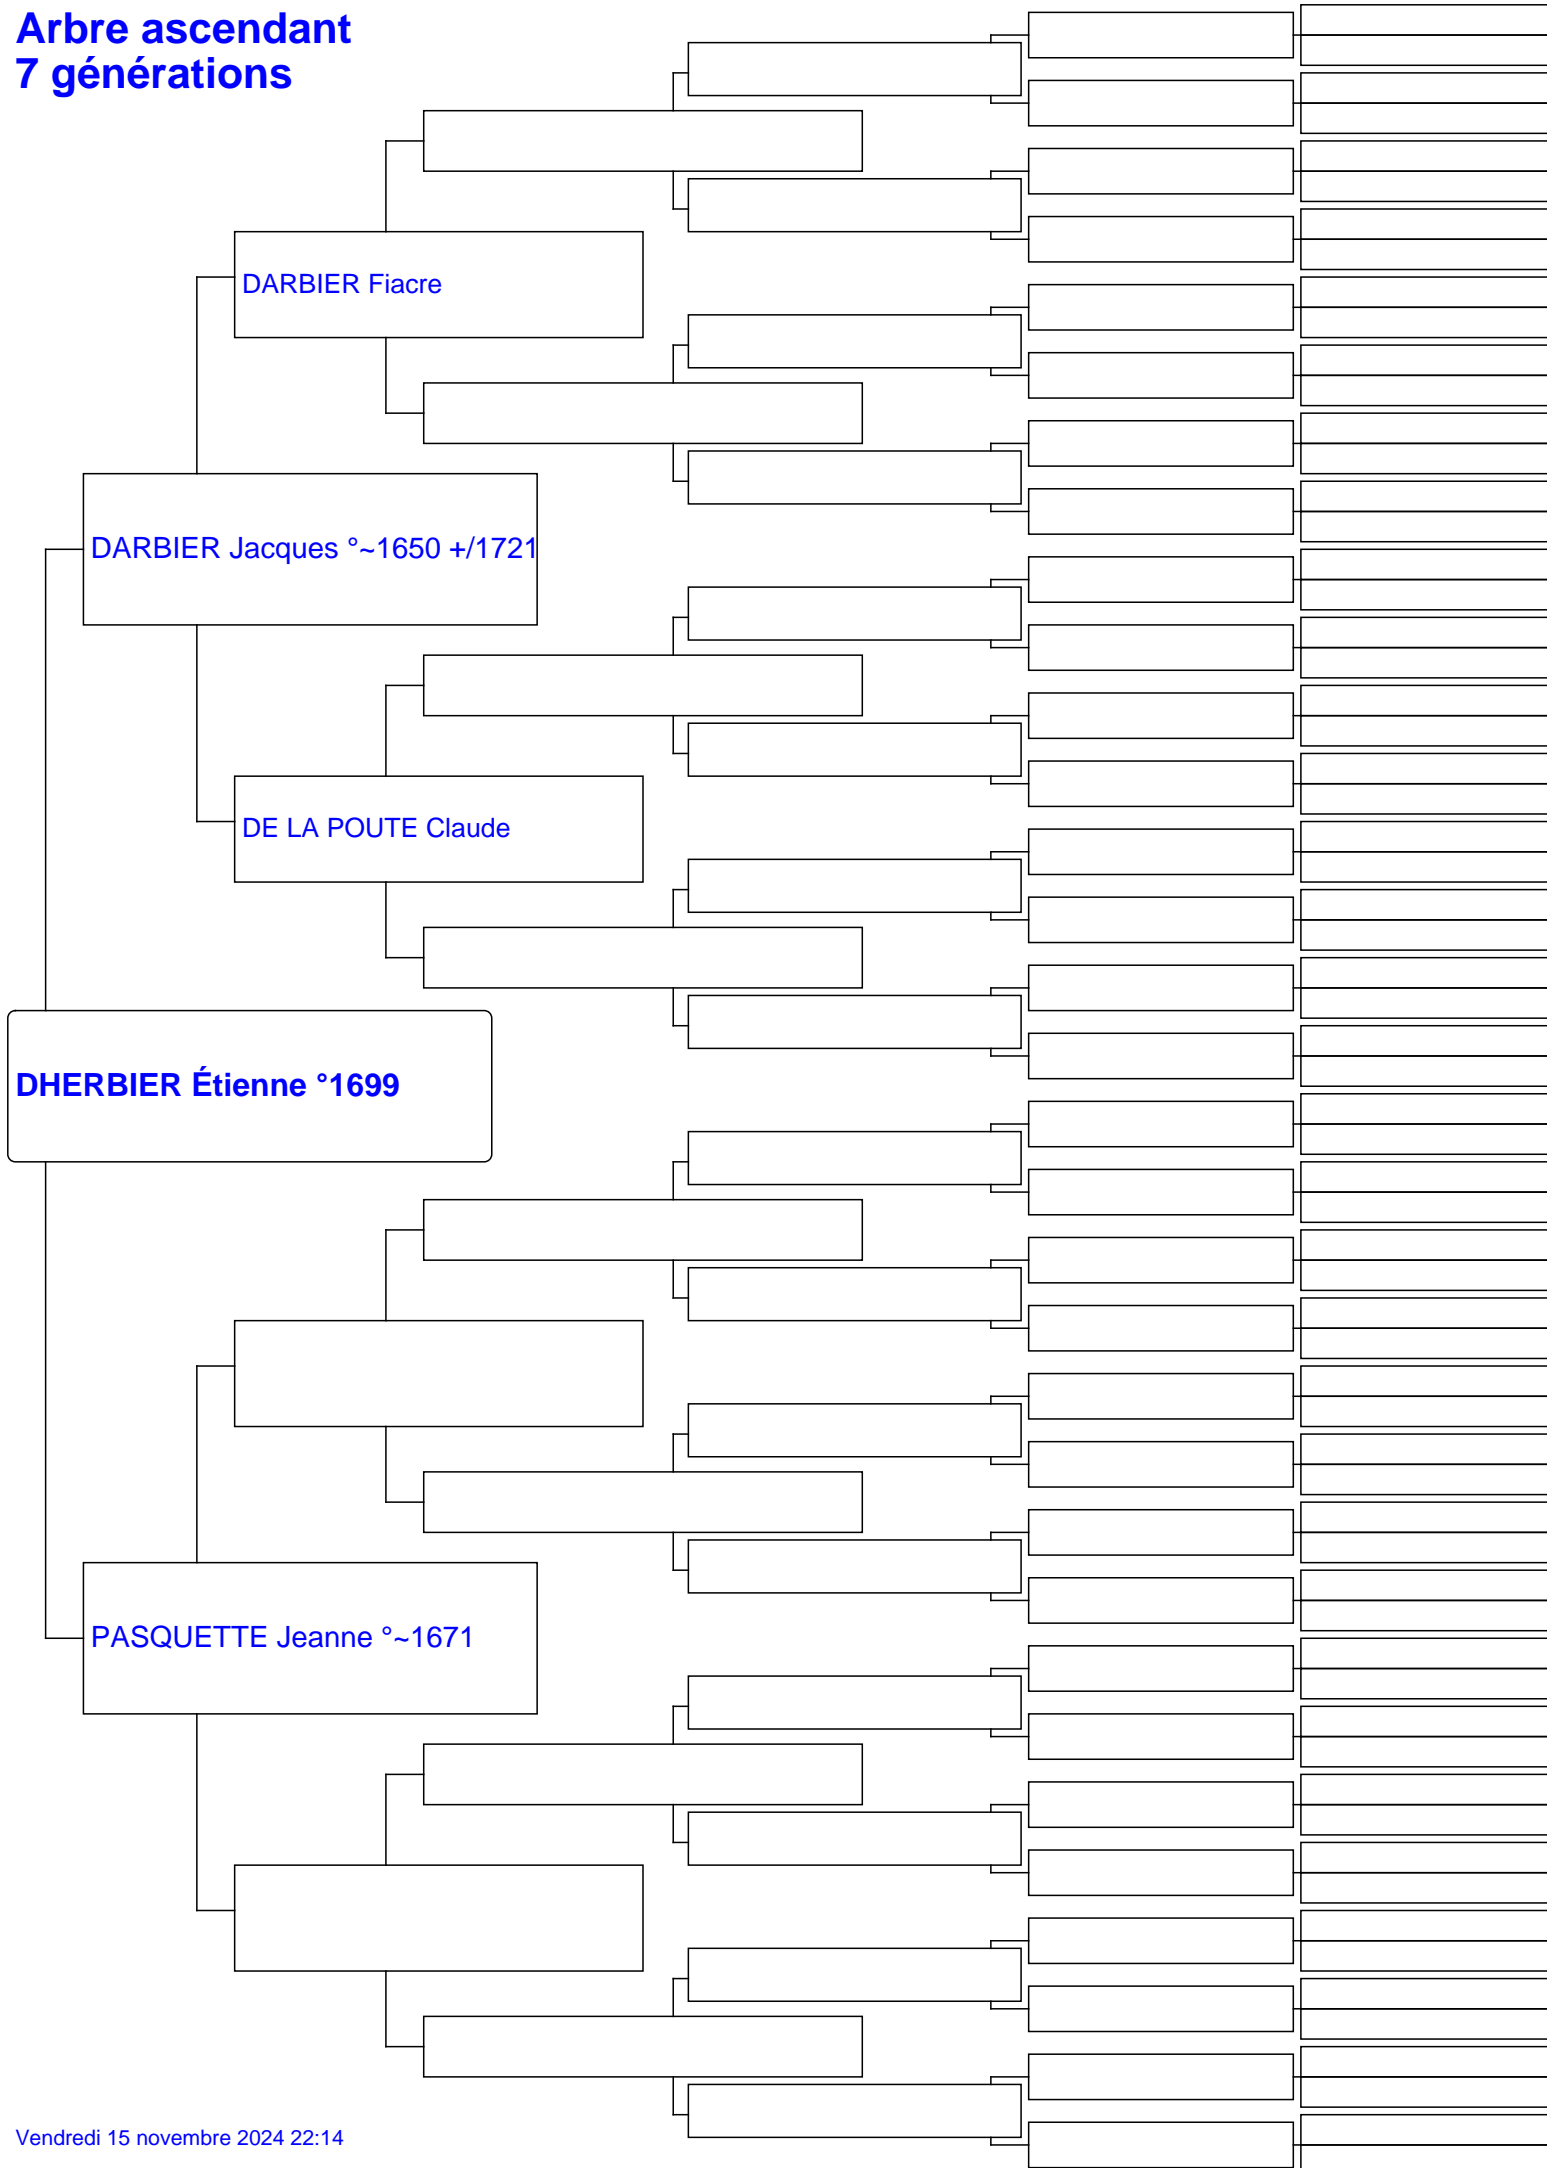 Arbre ascendant
7 générations
DARBIER Fiacre
DARBIER Jacques °~1650 +/1721
DE LA POUTE Claude
DHERBIER Étienne °1699
PASQUETTE Jeanne °~1671
Vendredi 15 novembre 2024 22:14